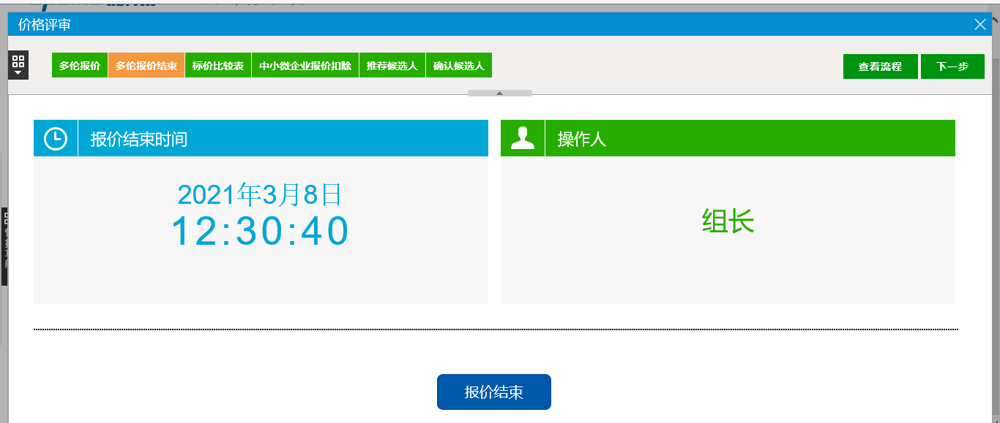 价格评审
多伦报价 多伦报价结束 标价比较表 中小微企业报价扣除 推荐候选人 确认候选人 查看流程 下一步
报价结束时间
操作人
2021年3月8日
12:30:40
组长
报价结束